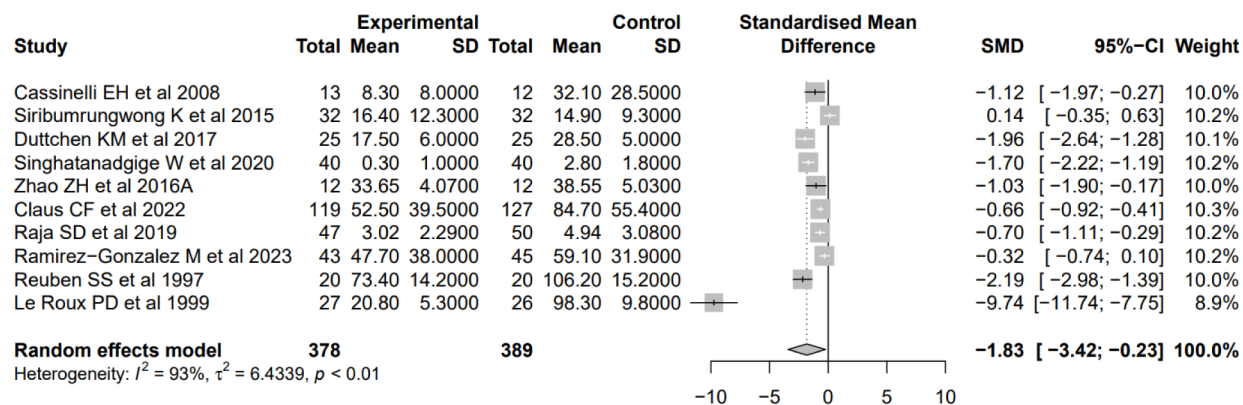 Experimental Control Standardised Mean
Study Total Mean SD Total Mean SD Difference SMD 95%−CI Weight
Cassinelli EH et al 2008 13 8.30 8.0000 12 32.10 28.5000 −1.12 [ −1.97; −0.27] 10.0%
Siribumrungwong K et al 2015 32 16.40 12.3000 32 14.90 9.3000 0.14 [ −0.35; 0.63] 10.2%
Duttchen KM et al 2017 25 17.50 6.0000 25 28.50 5.0000 −1.96 [ −2.64; −1.28] 10.1%
Singhatanadgige W et al 2020 40 0.30 1.0000 40 2.80 1.8000 −1.70 [ −2.22; −1.19] 10.2%
Zhao ZH et al 2016A 12 33.65 4.0700 12 38.55 5.0300 −1.03 [ −1.90; −0.17] 10.0%
Claus CF et al 2022 119 52.50 39.5000 127 84.70 55.4000 −0.66 [ −0.92; −0.41] 10.3%
Raja SD et al 2019 47 3.02 2.2900 50 4.94 3.0800 −0.70 [ −1.11; −0.29] 10.2%
Ramirez−Gonzalez M et al 2023 43 47.70 38.0000 45 59.10 31.9000 −0.32 [ −0.74; 0.10] 10.2%
Reuben SS et al 1997 20 73.40 14.2000 20 106.20 15.2000 −2.19 [ −2.98; −1.39] 10.0%
Le Roux PD et al 1999 27 20.80 5.3000 26 98.30 9.8000 −9.74 [−11.74; −7.75] 8.9%
Random effects model 378 389 −1.83 [ −3.42; −0.23] 100.0%
Heterogeneity: I² = 93%, τ² = 6.4339, p < 0.01
−10 −5 0 5 10